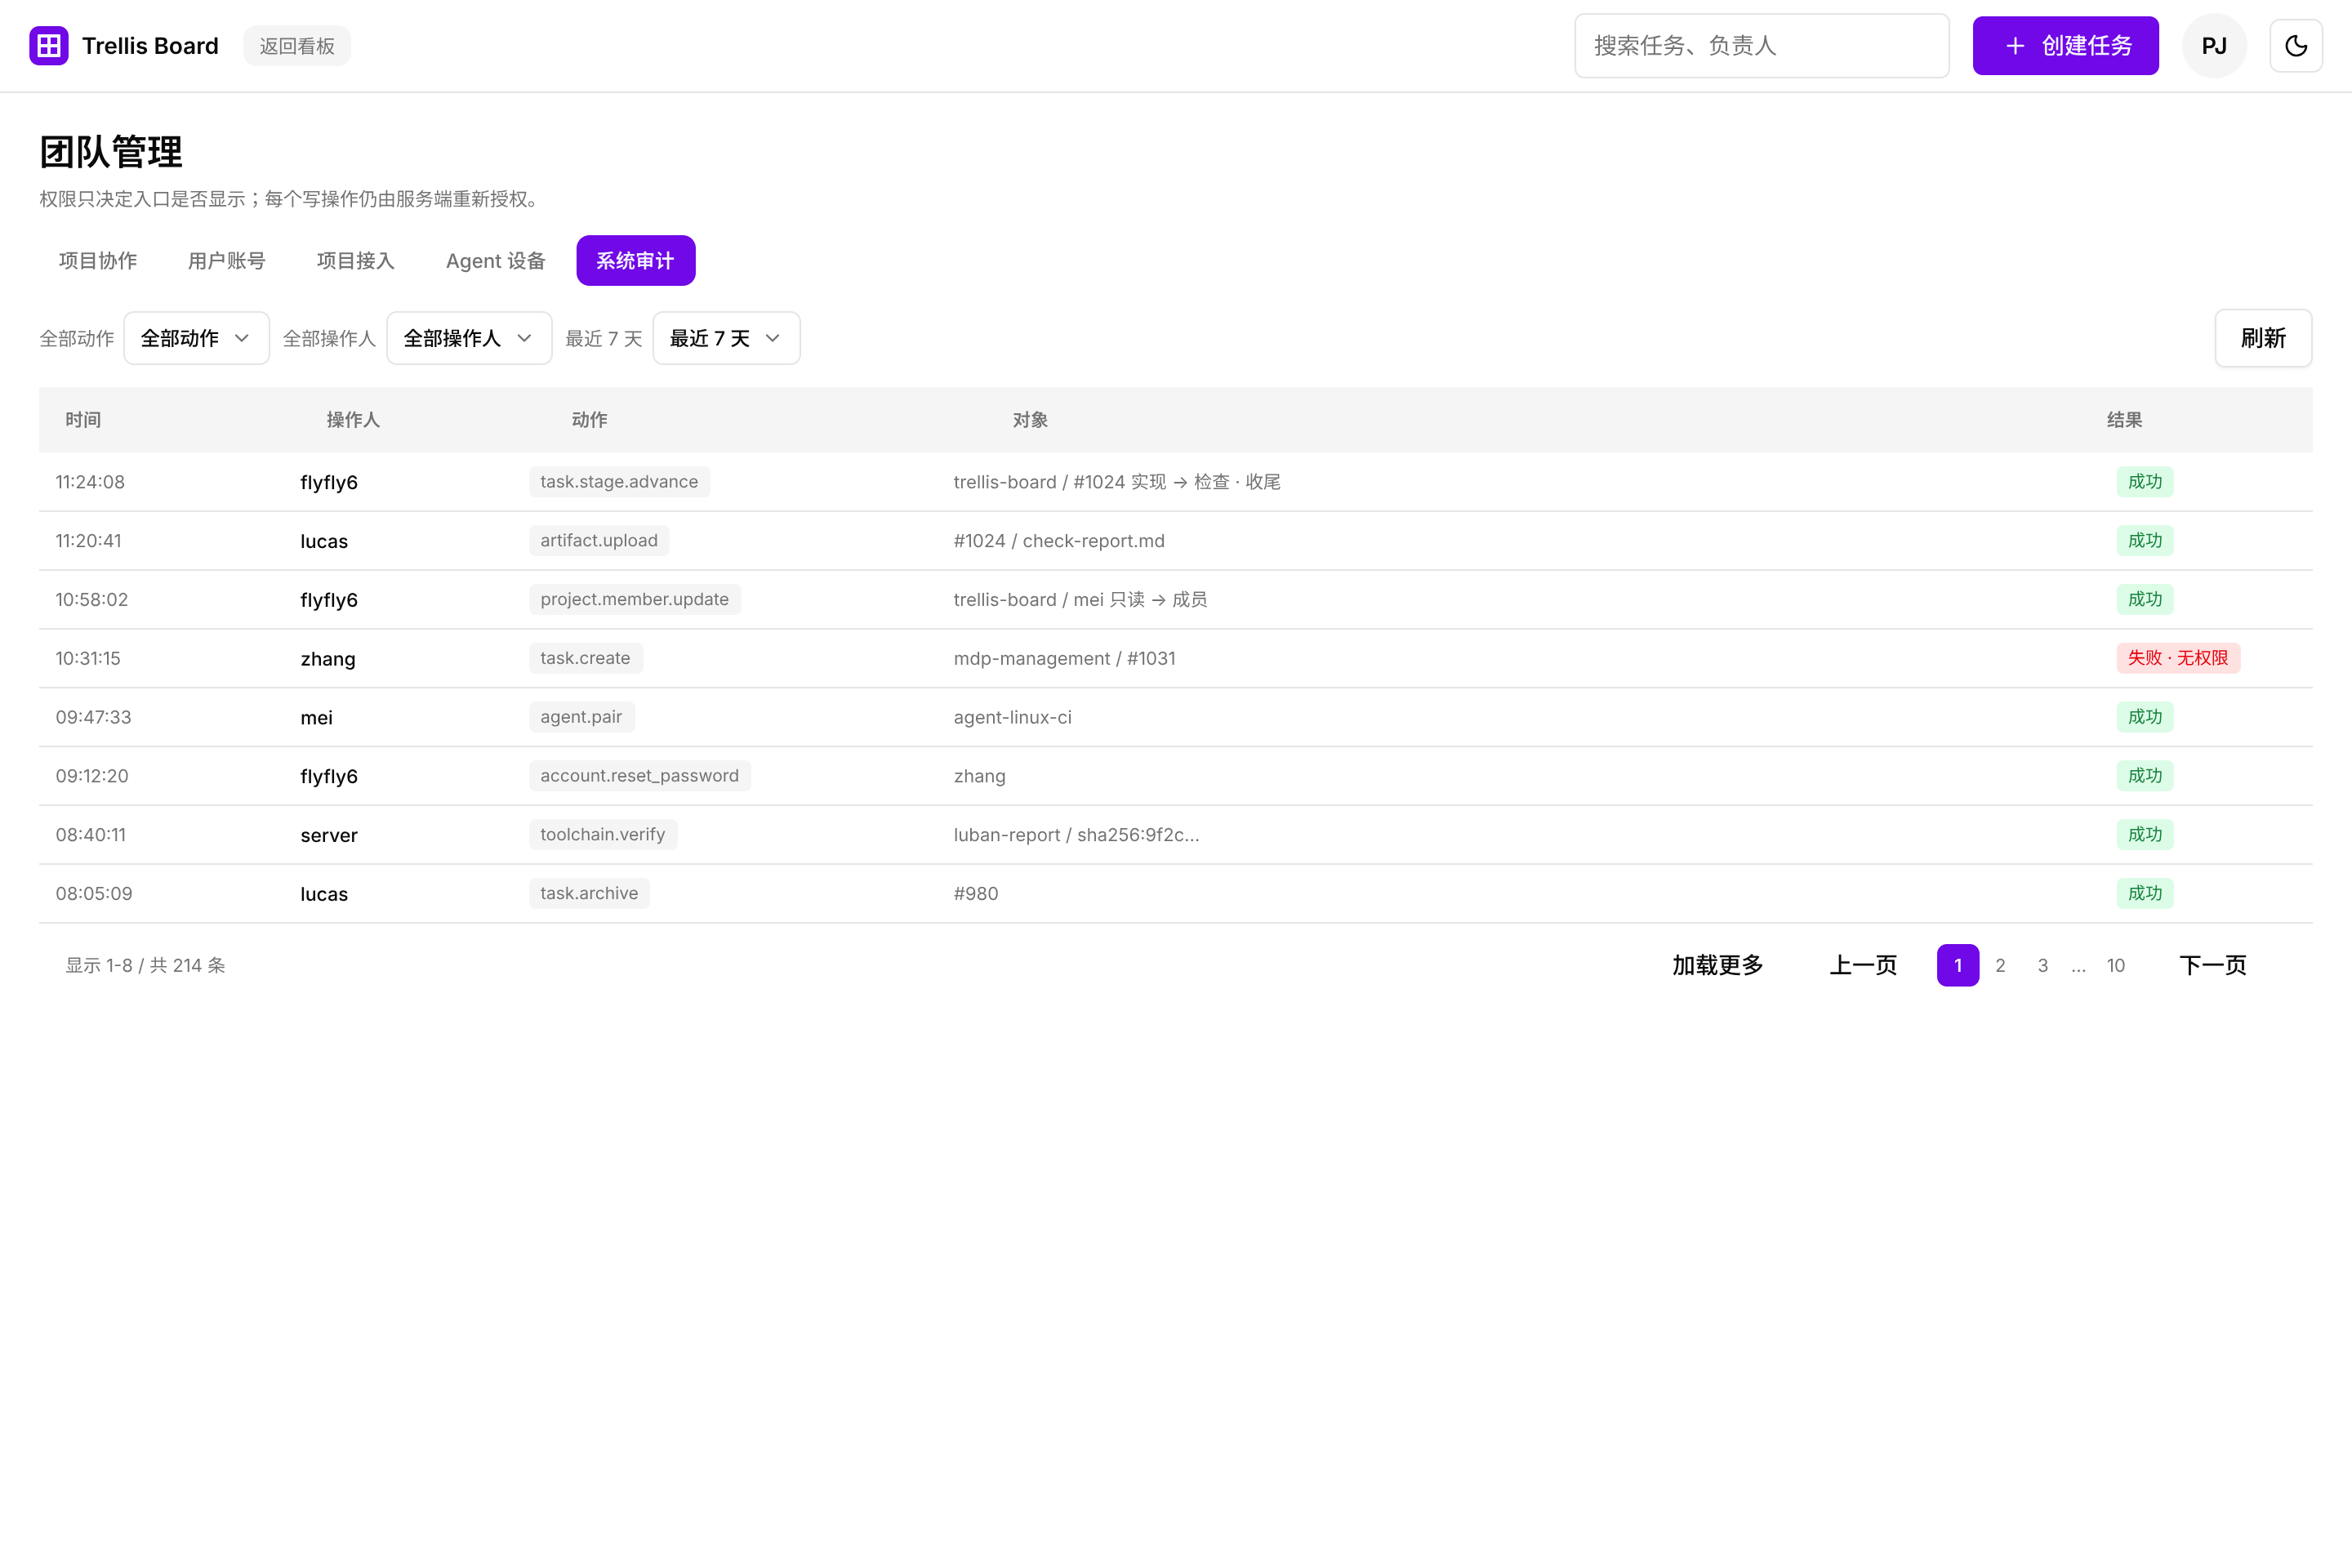 Trellis Board 返回看板 搜索任务、负责人 创建任务 PJ
团队管理
权限只决定入口是否显示；每个写操作仍由服务端重新授权。
项目协作 用户账号 项目接入 Agent 设备 系统审计
全部动作 全部动作 全部操作人 全部操作人 最近 7 天 最近 7 天 刷新
时间 操作人 动作 对象 结果
11:24:08 flyfly6 task.stage.advance trellis-board / #1024 实现 → 检查 · 收尾 成功
11:20:41 lucas artifact.upload #1024 / check-report.md 成功
10:58:02 flyfly6 project.member.update trellis-board / mei 只读 → 成员 成功
10:31:15 zhang task.create mdp-management / #1031 失败 · 无权限
09:47:33 mei agent.pair agent-linux-ci 成功
09:12:20 flyfly6 account.reset_password zhang 成功
08:40:11 server toolchain.verify luban-report / sha256:9f2c... 成功
08:05:09 lucas task.archive #980 成功
显示 1-8 / 共 214 条 加载更多 上一页 1 2 3 ... 10 下一页